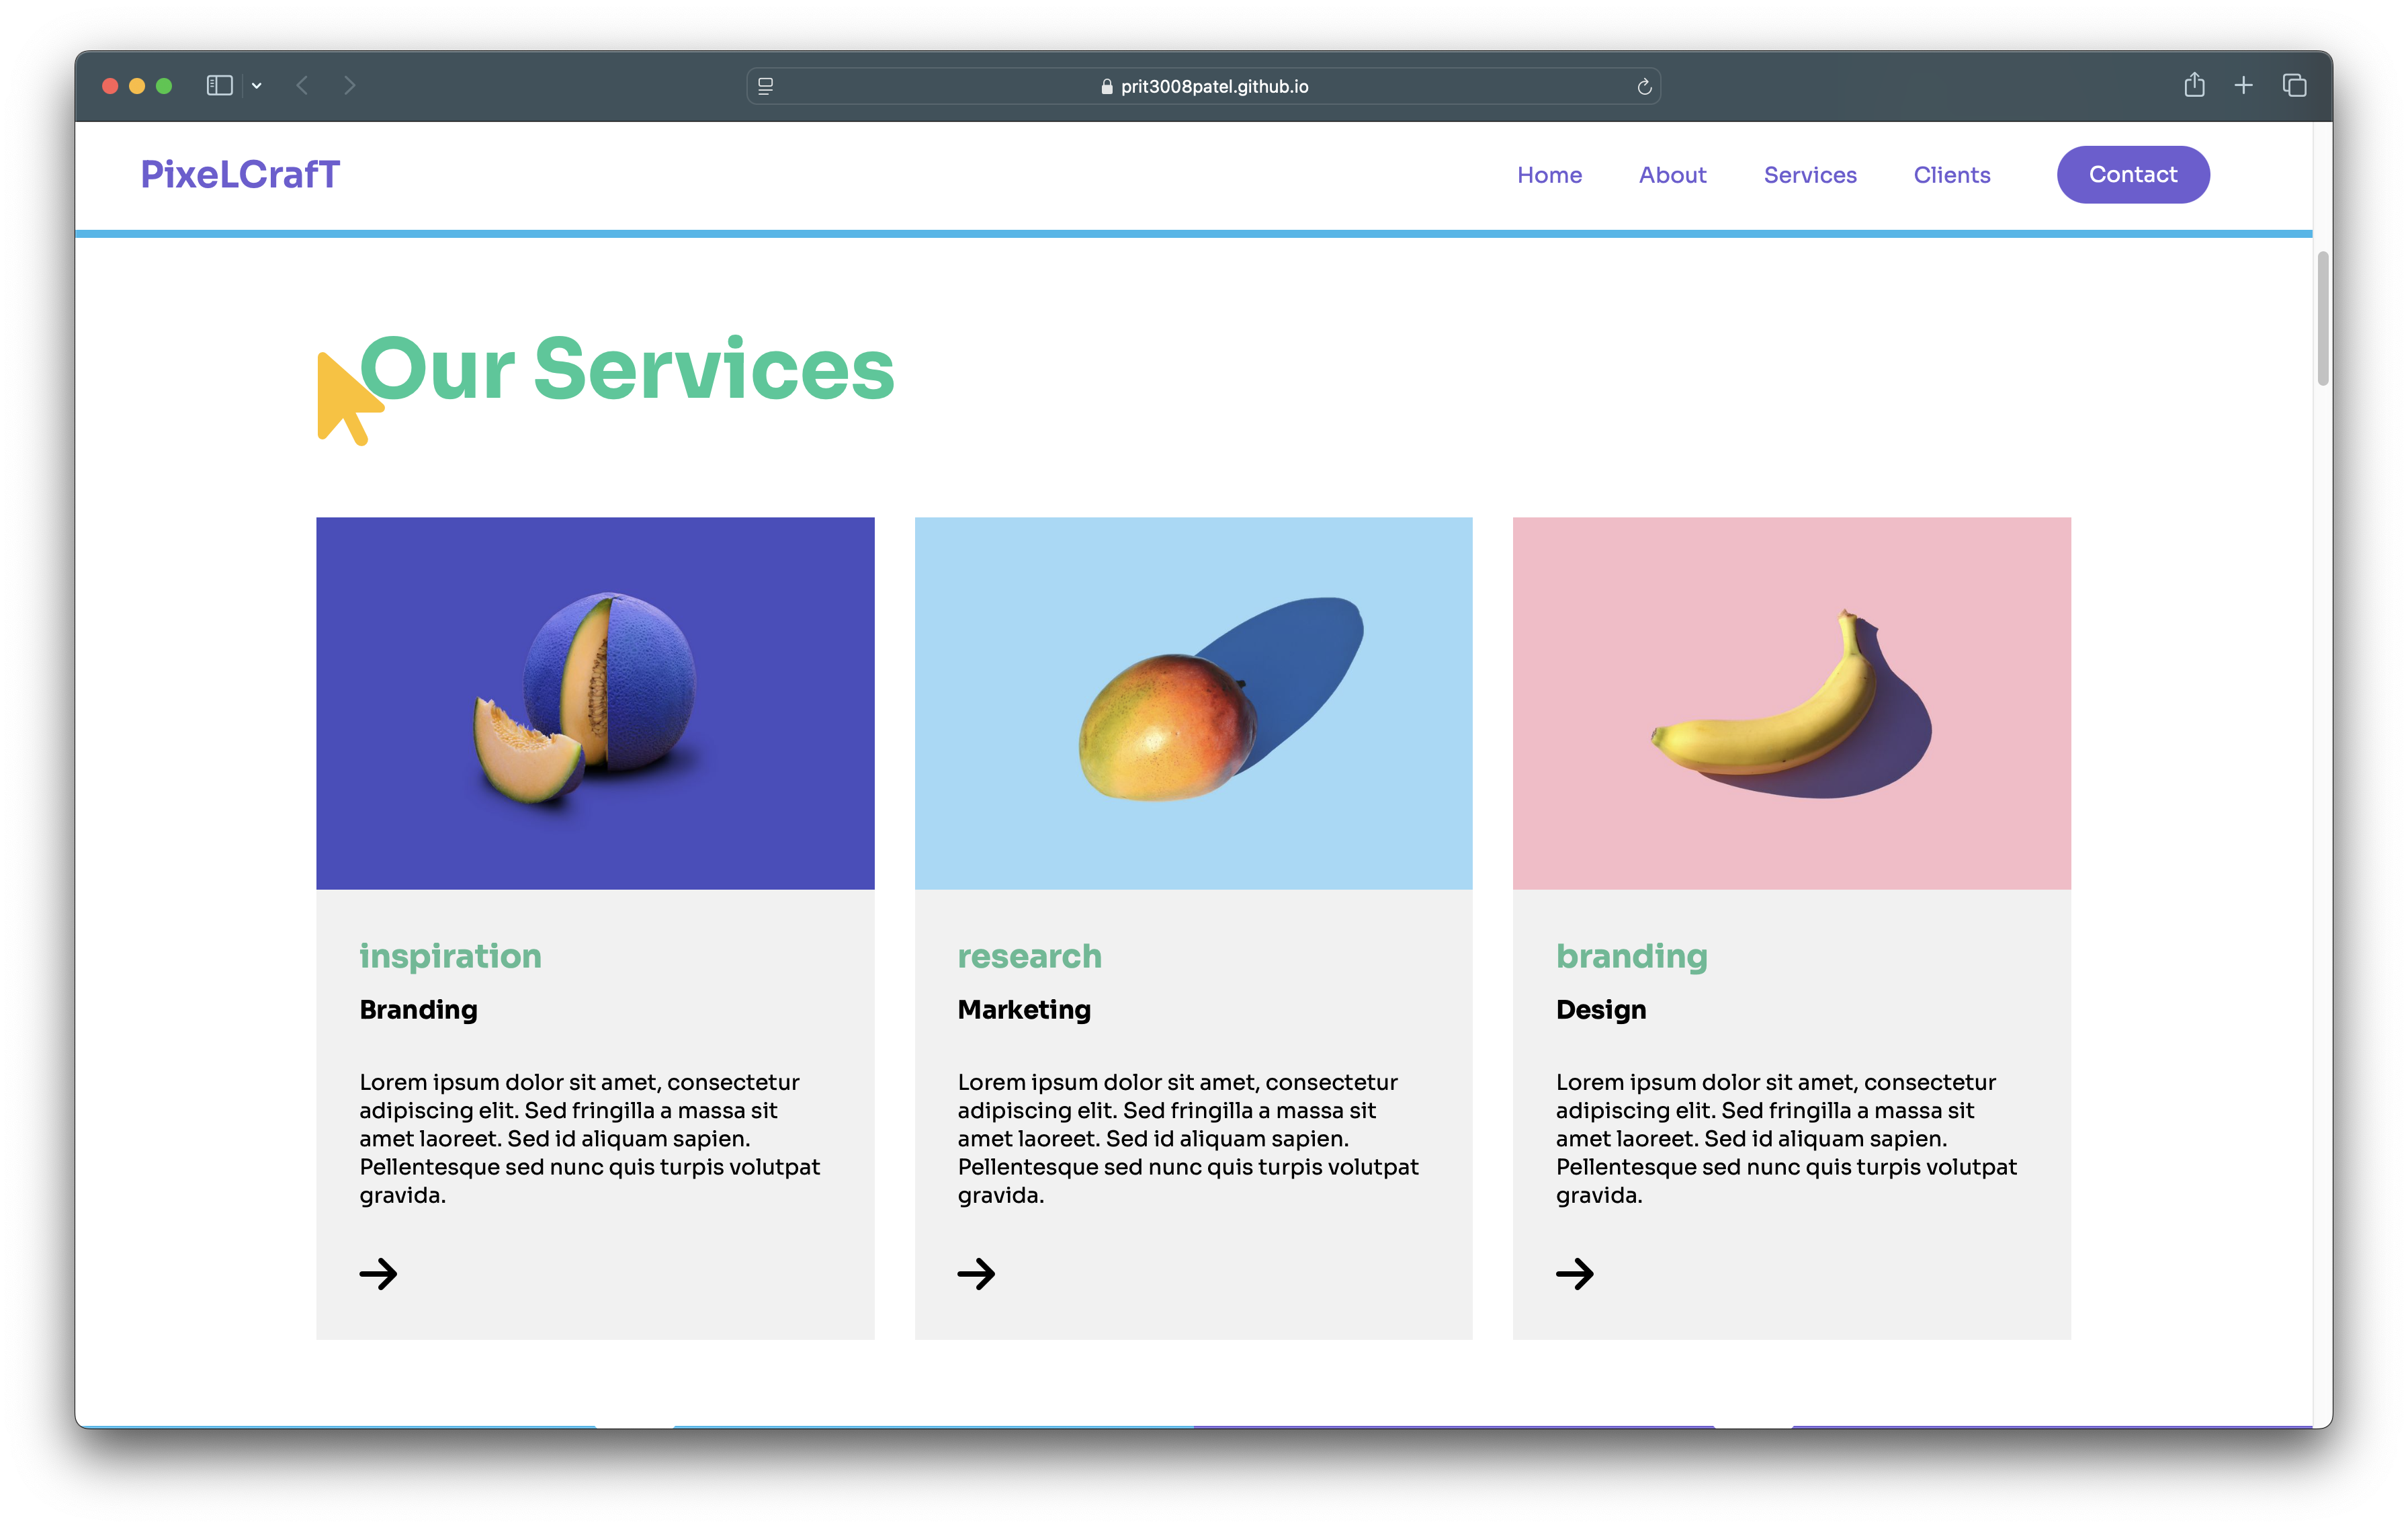 prit3008patel.github.io
PixeLCrafT
Home
About
Services
Clients
Contact
Our Services
inspiration
Branding
Lorem ipsum dolor sit amet, consectetur
adipiscing elit. Sed fringilla a massa sit
amet laoreet. Sed id aliquam sapien.
Pellentesque sed nunc quis turpis volutpat
gravida.
research
Marketing
Lorem ipsum dolor sit amet, consectetur
adipiscing elit. Sed fringilla a massa sit
amet laoreet. Sed id aliquam sapien.
Pellentesque sed nunc quis turpis volutpat
gravida.
branding
Design
Lorem ipsum dolor sit amet, consectetur
adipiscing elit. Sed fringilla a massa sit
amet laoreet. Sed id aliquam sapien.
Pellentesque sed nunc quis turpis volutpat
gravida.